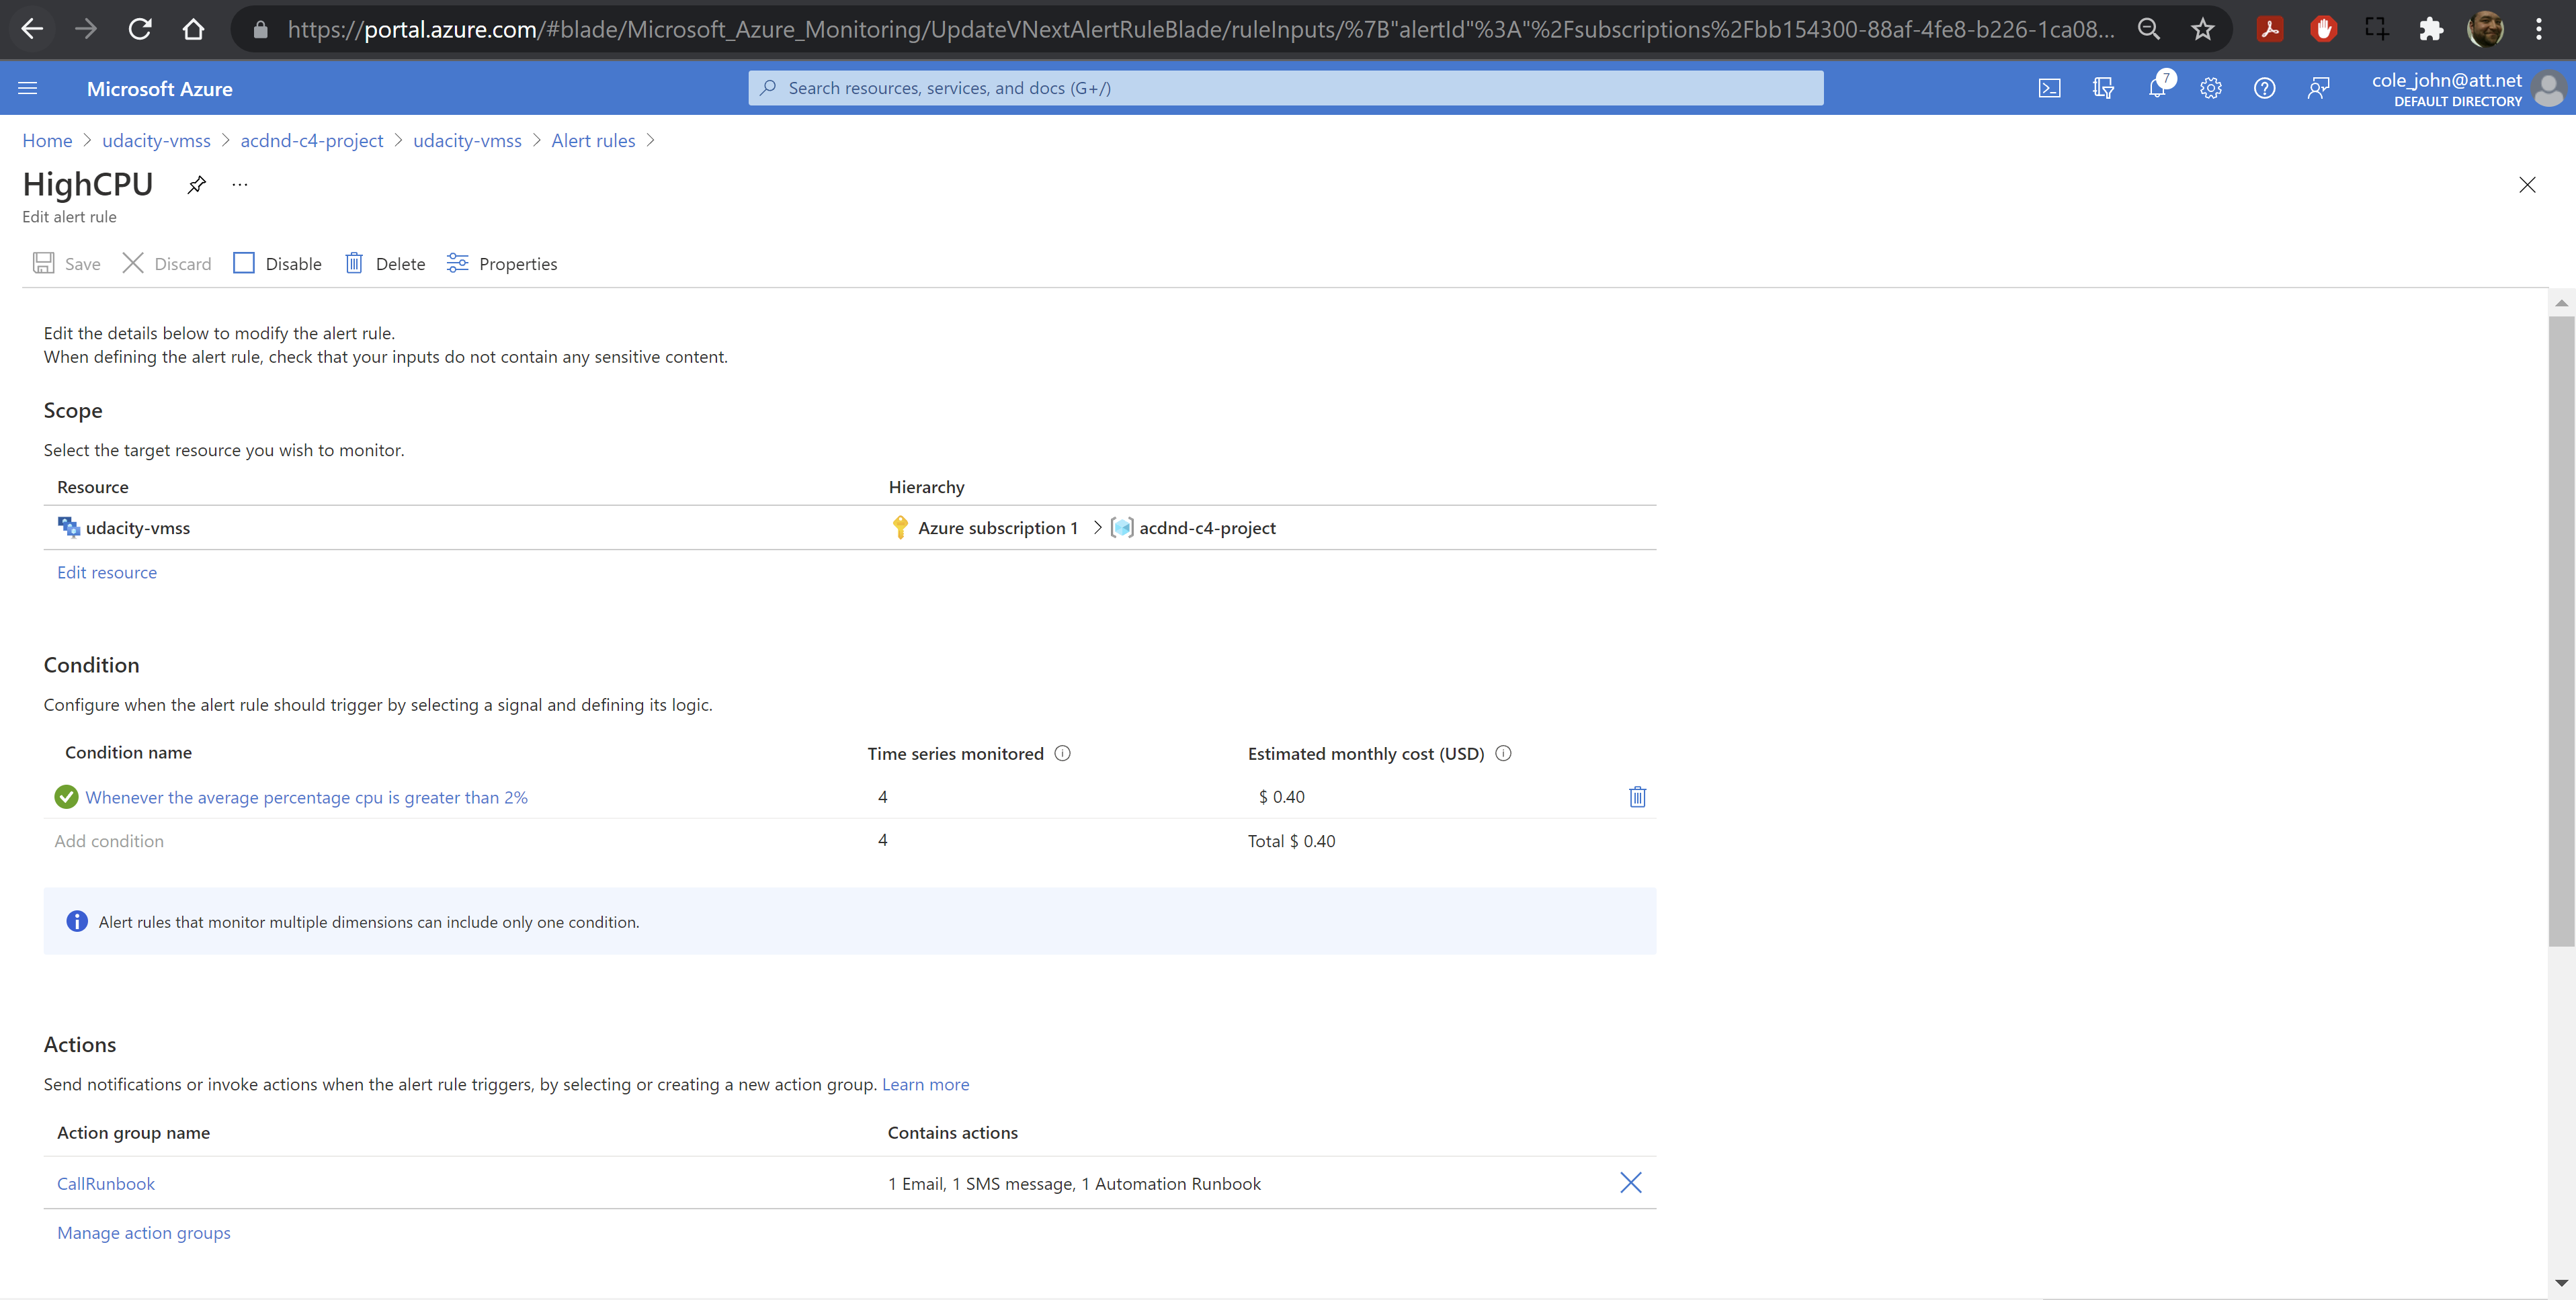 https://portal.azure.com/#blade/Microsoft_Azure_Monitoring/UpdateVNextAlertRuleBlade/ruleInputs/%7B"alertId"%3A"%2Fsubscriptions%2Fbb154300-88af-4fe8-b226-1ca08...
Microsoft Azure
Search resources, services, and docs (G+/)
7
cole_john@att.net
DEFAULT DIRECTORY
Home > udacity-vmss > acdnd-c4-project > udacity-vmss > Alert rules >
HighCPU ...
Edit alert rule
Save Discard Disable Delete Properties
Edit the details below to modify the alert rule.
When defining the alert rule, check that your inputs do not contain any sensitive content.
Scope
Select the target resource you wish to monitor.
Resource Hierarchy
udacity-vmss Azure subscription 1 > acdnd-c4-project
Edit resource
Condition
Configure when the alert rule should trigger by selecting a signal and defining its logic.
Condition name Time series monitored Estimated monthly cost (USD)
Whenever the average percentage cpu is greater than 2% 4 $ 0.40
Add condition 4 Total $ 0.40
Alert rules that monitor multiple dimensions can include only one condition.
Actions
Send notifications or invoke actions when the alert rule triggers, by selecting or creating a new action group. Learn more
Action group name Contains actions
CallRunbook 1 Email, 1 SMS message, 1 Automation Runbook
Manage action groups